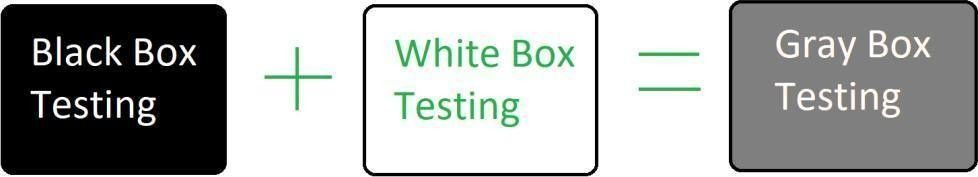 Black Box
Testing
+
White Box
Testing
=
Gray Box
Testing